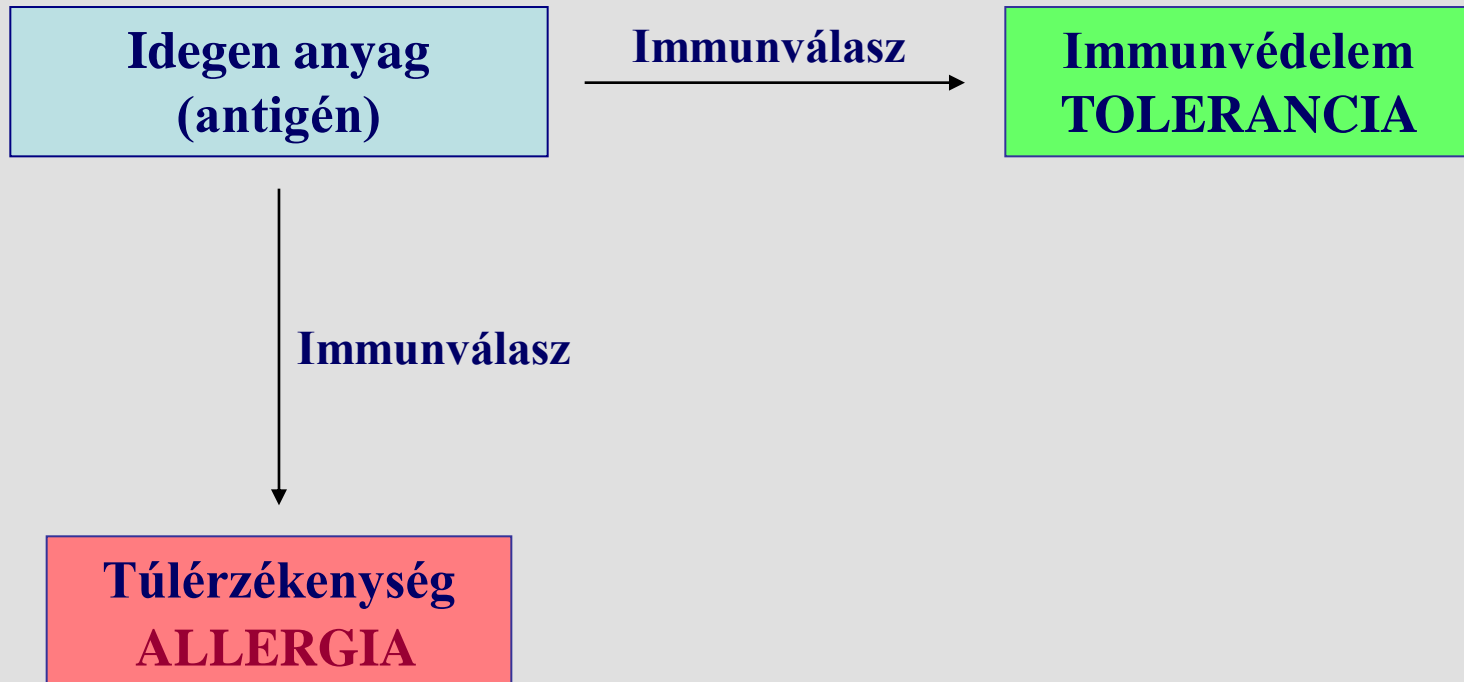 Idegen anyag
(antigén)
Immunválasz
Immunvédelem
TOLERANCIA
Immunválasz
Túlérzékenység
ALLERGIA